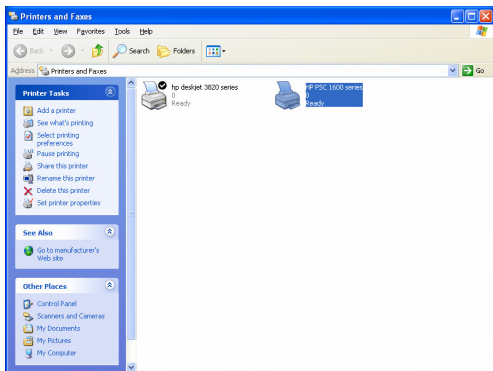 Printers and Faxes
File Edit View Favorites Tools Help
Back Search Folders
Address Printers and Faxes Go
Printer Tasks
Add a printer
See what's printing
Select printing
preferences
Pause printing
Share this printer
Rename this printer
Delete this printer
Set printer properties
See Also
Go to manufacturer's
Web site
Other Places
Control Panel
Scanners and Cameras
My Documents
My Pictures
My Computer
hp deskjet 3820 series
0
Ready
HP PSC 1600 series
0
Ready